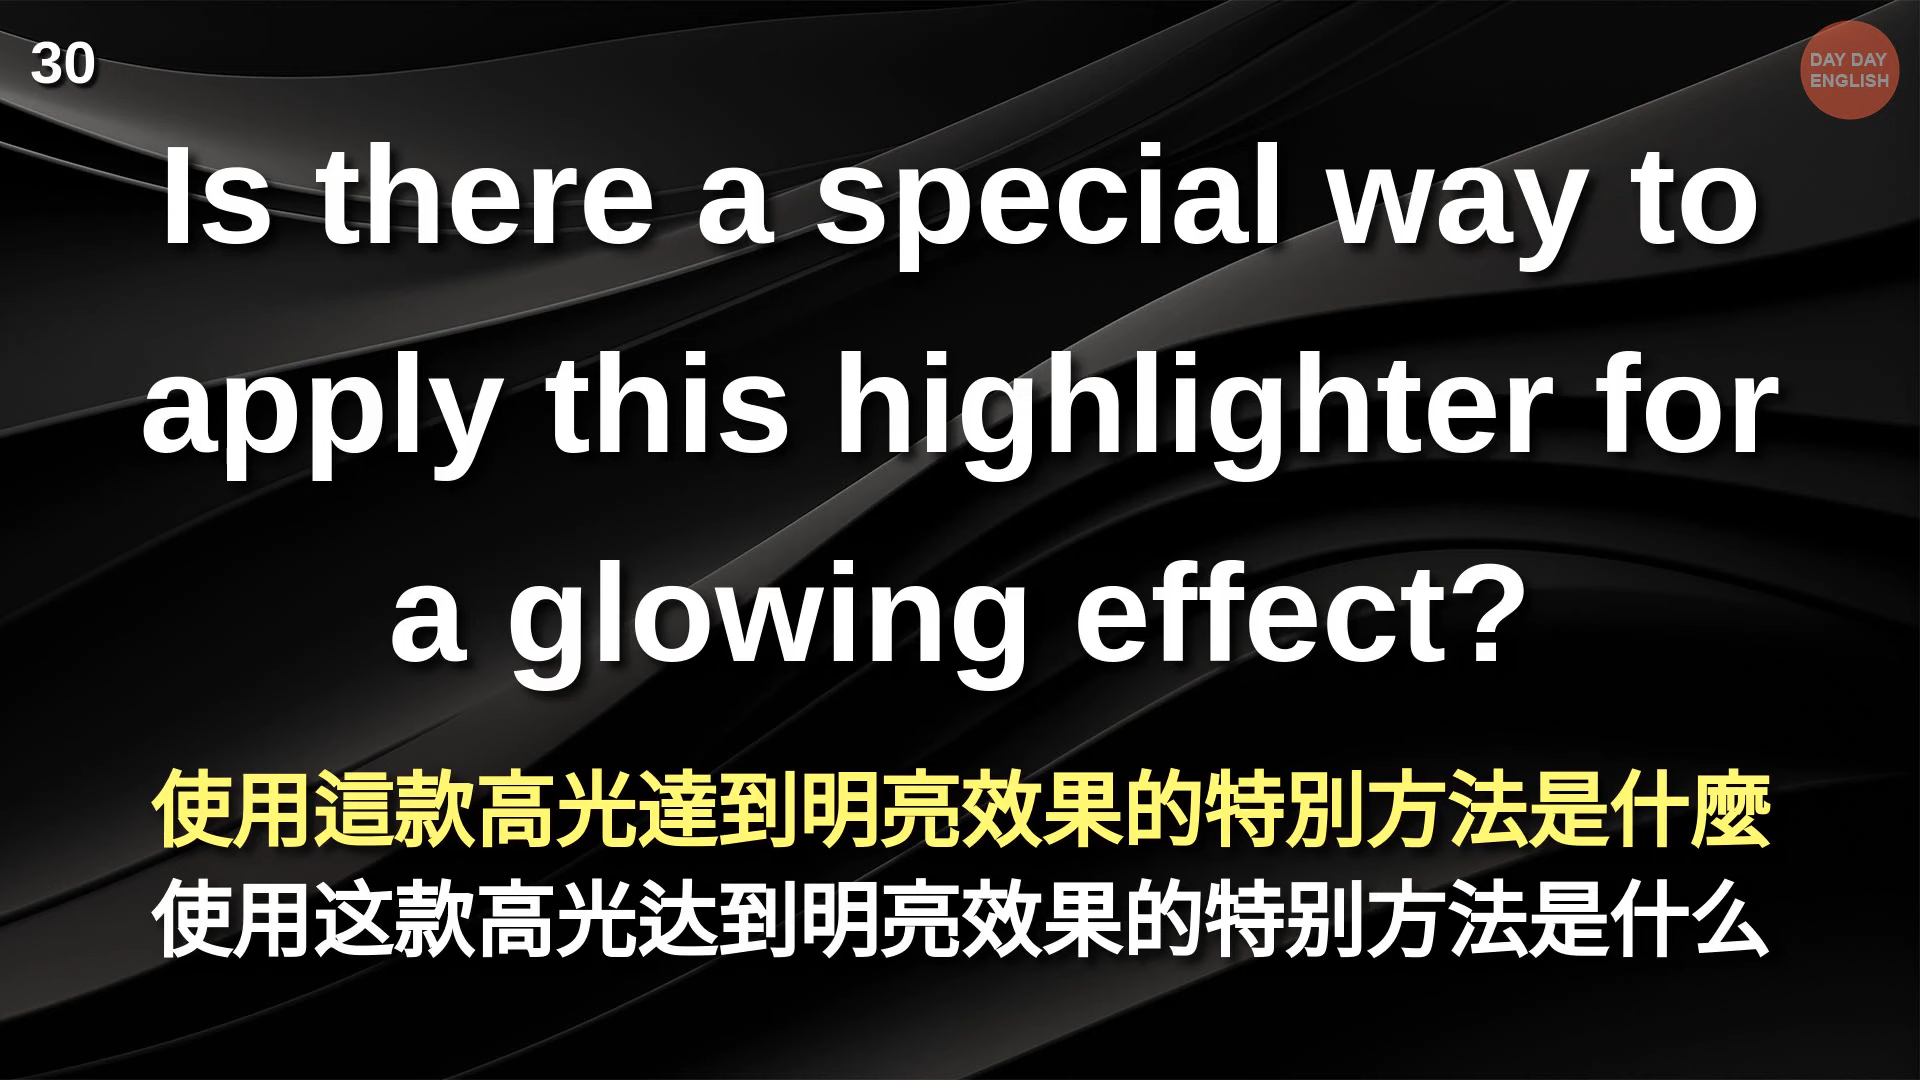 30
DAY DAY
ENGLISH
Is there a special way to
apply this highlighter for
a glowing effect?
使用這款高光達到明亮效果的特別方法是什麼
使用这款高光达到明亮效果的特别方法是什么